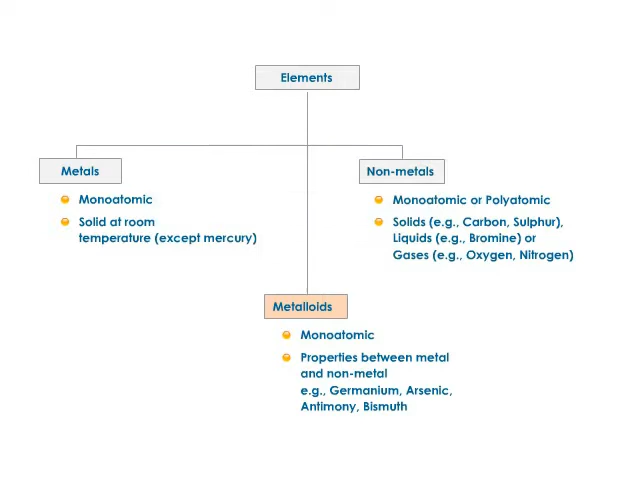 Elements
Metals
Monoatomic
Solid at room
temperature (except mercury)
Non-metals
Monoatomic or Polyatomic
Solids (e.g., Carbon, Sulphur),
Liquids (e.g., Bromine) or
Gases (e.g., Oxygen, Nitrogen)
Metalloids
Monoatomic
Properties between metal
and non-metal
e.g., Germanium, Arsenic,
Antimony, Bismuth